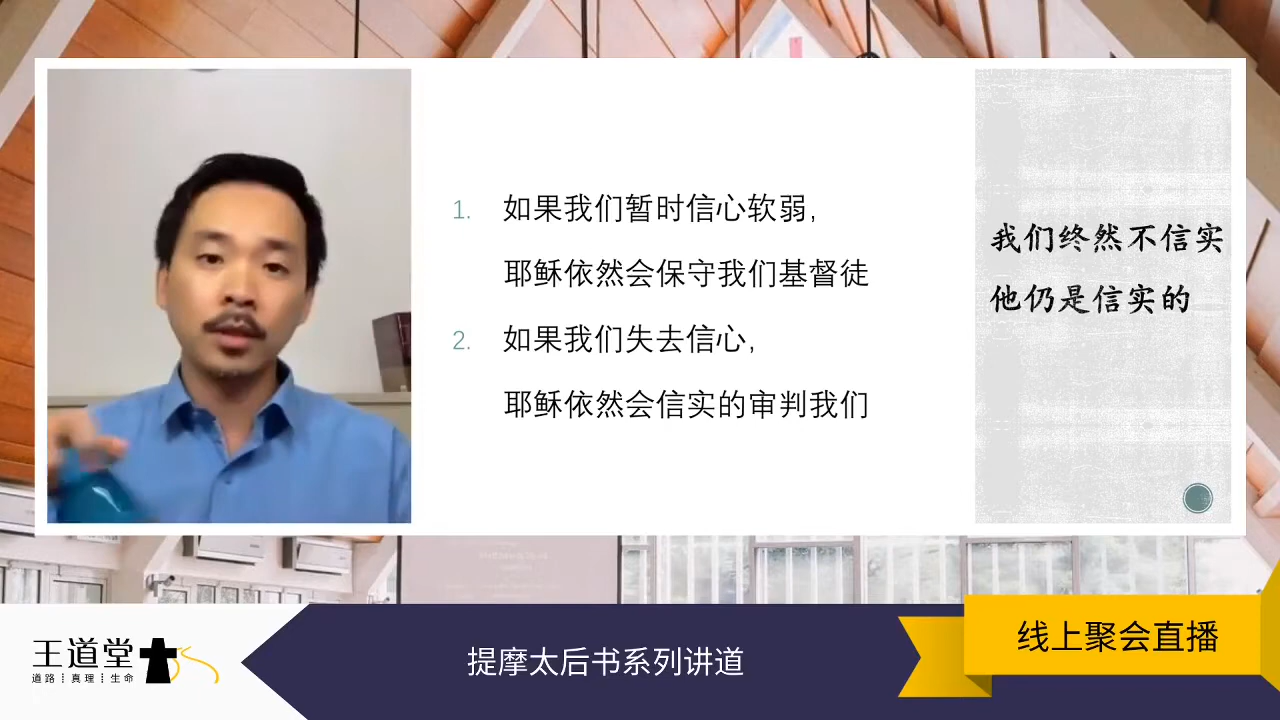 1. 如果我们暂时信心软弱,
耶稣依然会保守我们基督徒
2. 如果我们失去信心,
耶稣依然会信实的审判我们
我们终然不信实
他仍是信实的
王道堂
道路┊真理┊生命
提摩太后书系列讲道
线上聚会直播